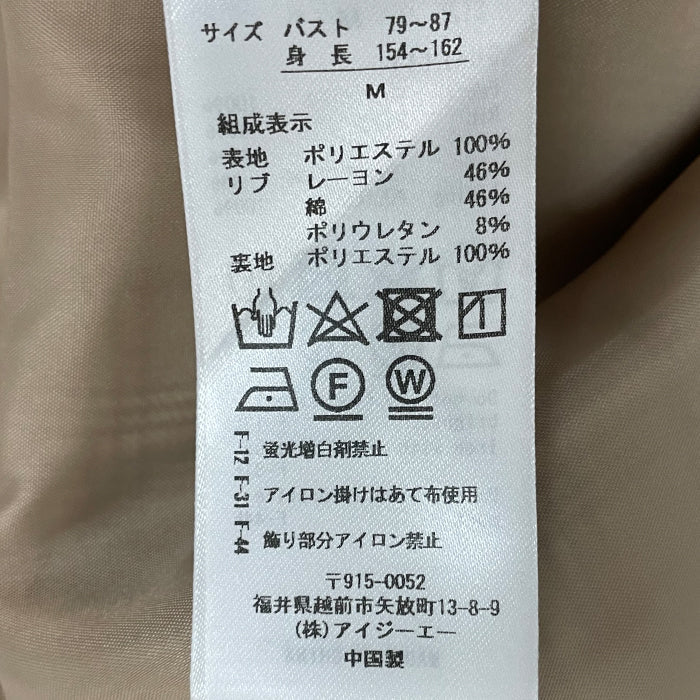 サイズ バスト 79～87
身 長 154～162
M
組成表示
表地 ポリエステル 100%
リブ レーヨン 46%
綿 46%
ポリウレタン 8%
裏地 ポリエステル 100%
F W
F-12 蛍光増白剤禁止
F-31 アイロン掛けはあて布使用
F-44 飾り部分アイロン禁止
〒915-0052
福井県越前市矢放町13-8-9
(株)アイジーエー
中国製